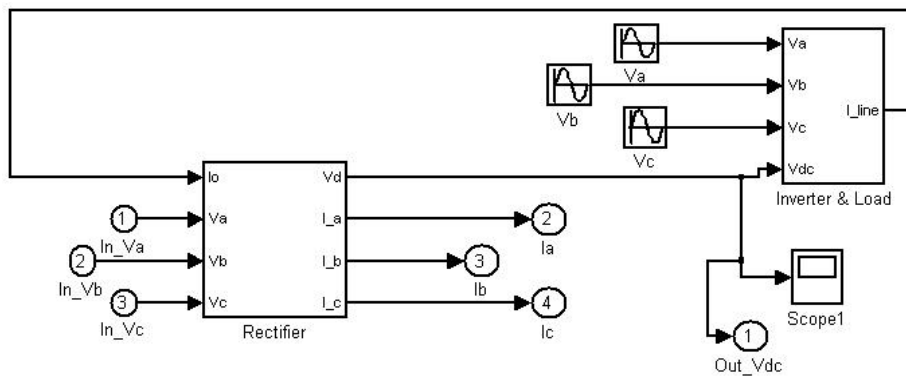 Va
Va
Vb
Vb
Vc
Vc
I_line
Vdc
Inverter & Load
Io
Vd
1
Va
I_a
2
In_Va
Ia
2
Vb
I_b
3
In_Vb
Ib
3
Vc
I_c
4
In_Vc
Ic
Rectifier
Scope1
1
Out_Vdc